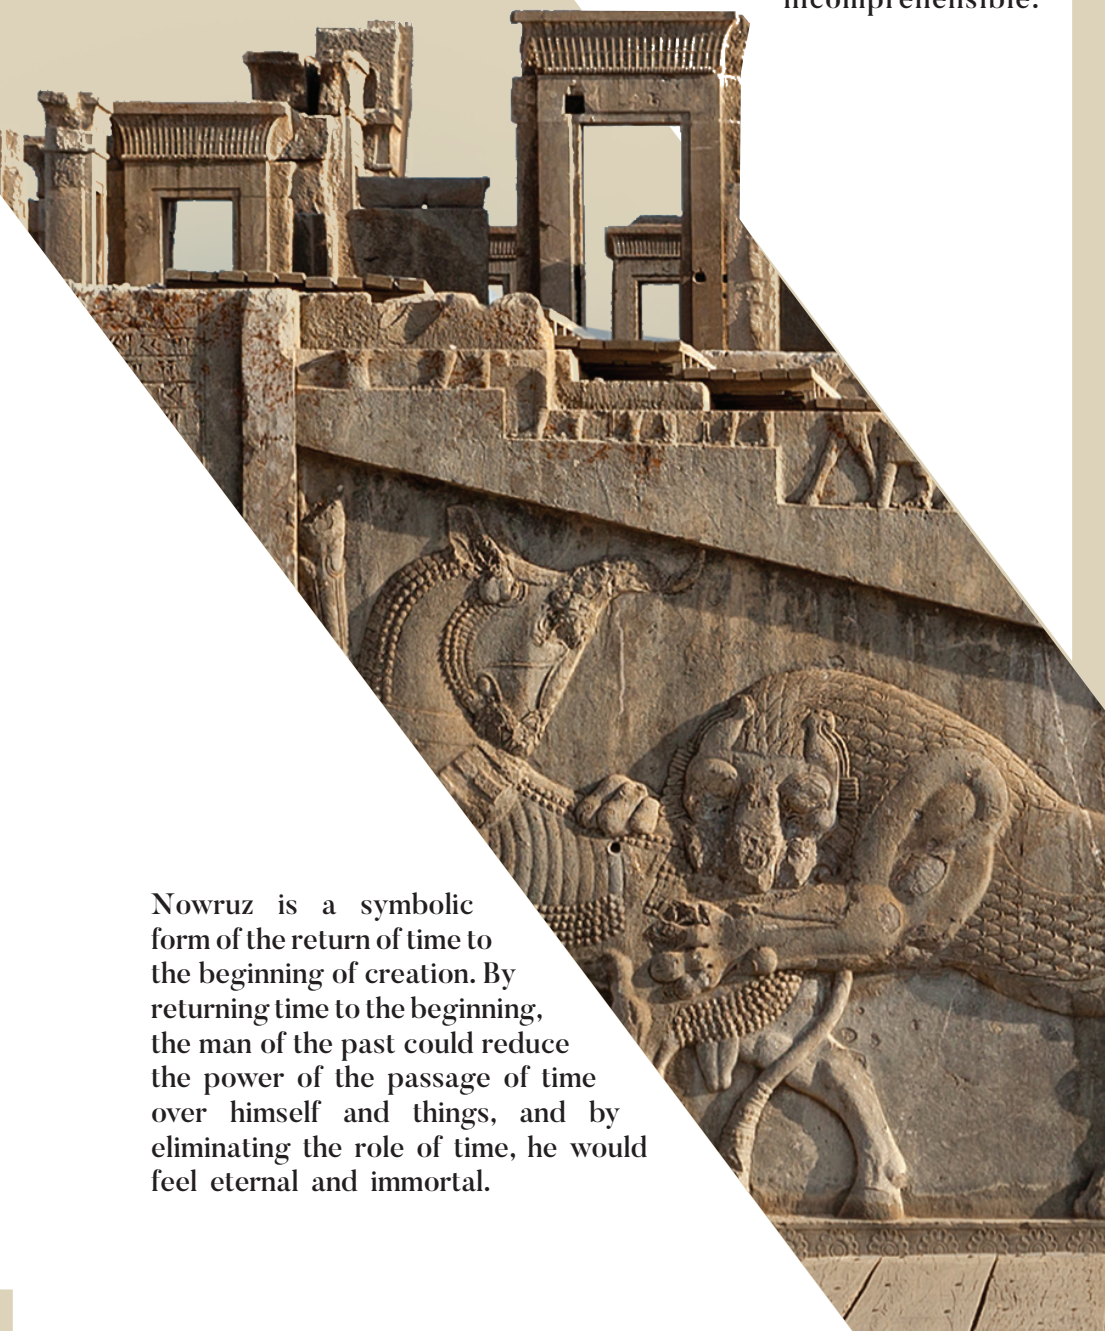 incomprehensible.
Nowruz is a symbolic
form of the return of time to
the beginning of creation. By
returning time to the beginning,
the man of the past could reduce
the power of the passage of time
over himself and things, and by
eliminating the role of time, he would
feel eternal and immortal.